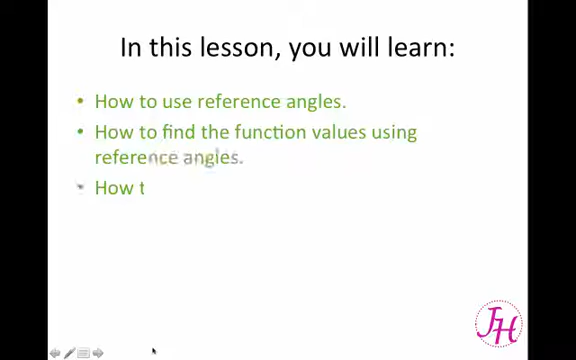 In this lesson, you will learn:
• How to use reference angles.
• How to find the function values using
reference angles.
• How t
JH